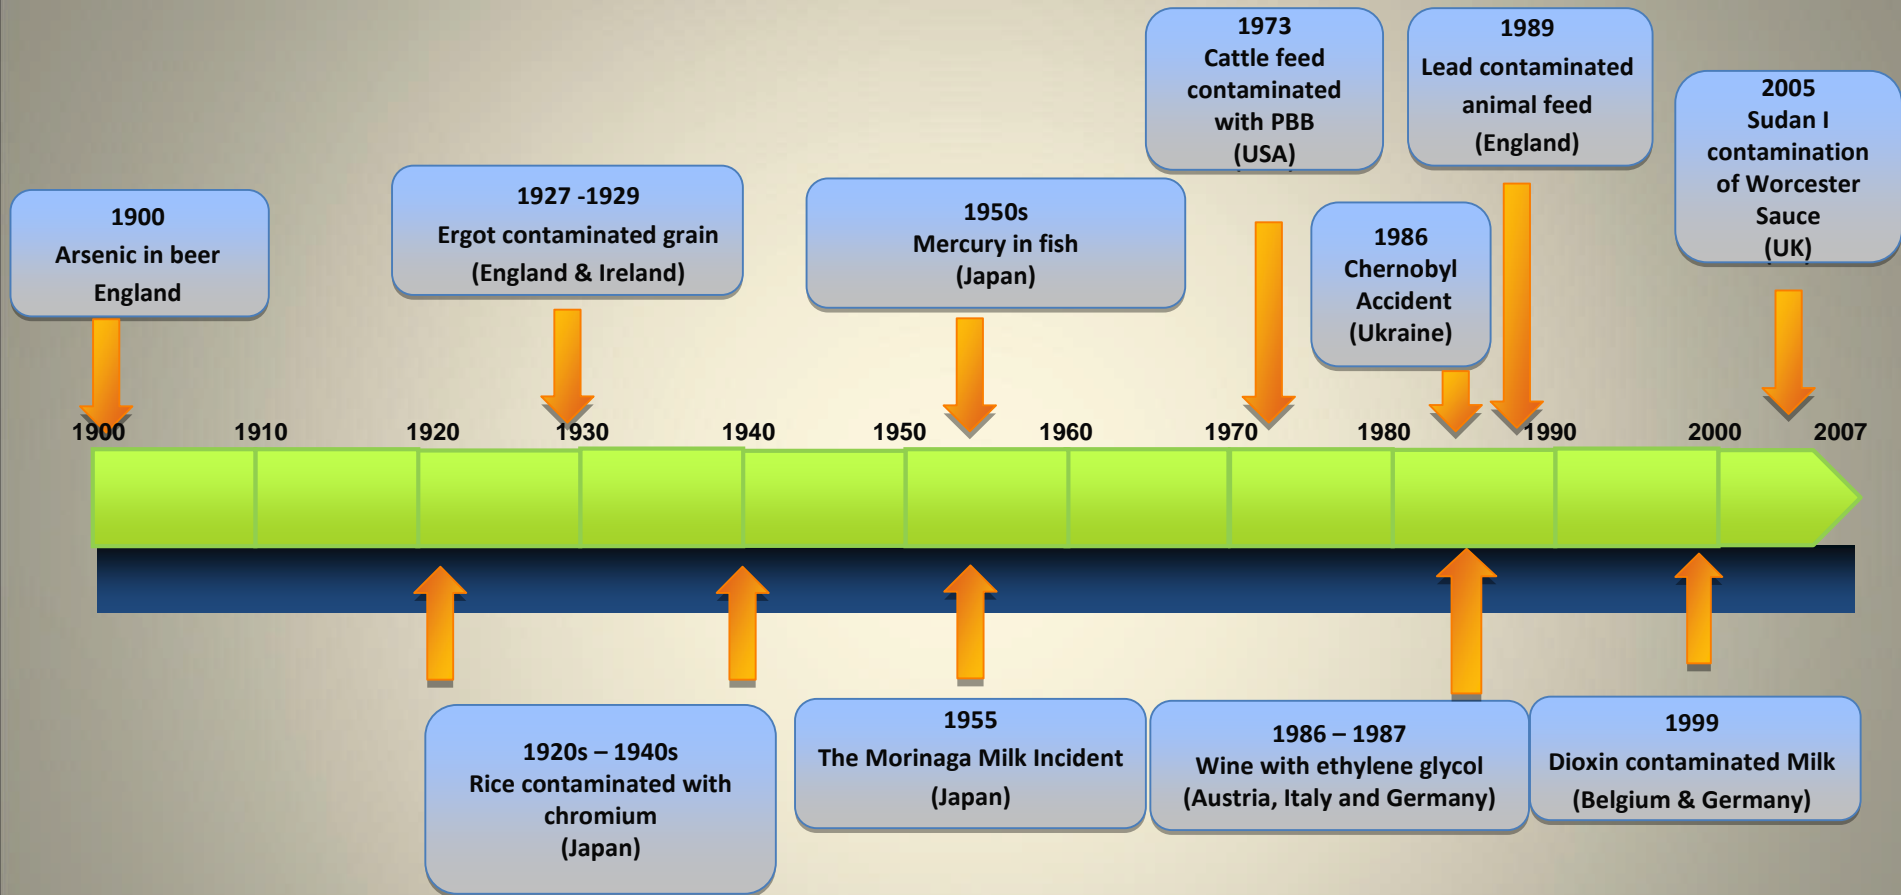 1900
Arsenic in beer
England
1927 -1929
Ergot contaminated grain
(England & Ireland)
1950s
Mercury in fish
(Japan)
1973
Cattle feed
contaminated
with PBB
(USA)
1986
Chernobyl
Accident
(Ukraine)
1989
Lead contaminated
animal feed
(England)
2005
Sudan I
contamination
of Worcester
Sauce
(UK)
1900 1910 1920 1930 1940 1950 1960 1970 1980 1990 2000 2007
1920s – 1940s
Rice contaminated with
chromium
(Japan)
1955
The Morinaga Milk Incident
(Japan)
1986 – 1987
Wine with ethylene glycol
(Austria, Italy and Germany)
1999
Dioxin contaminated Milk
(Belgium & Germany)